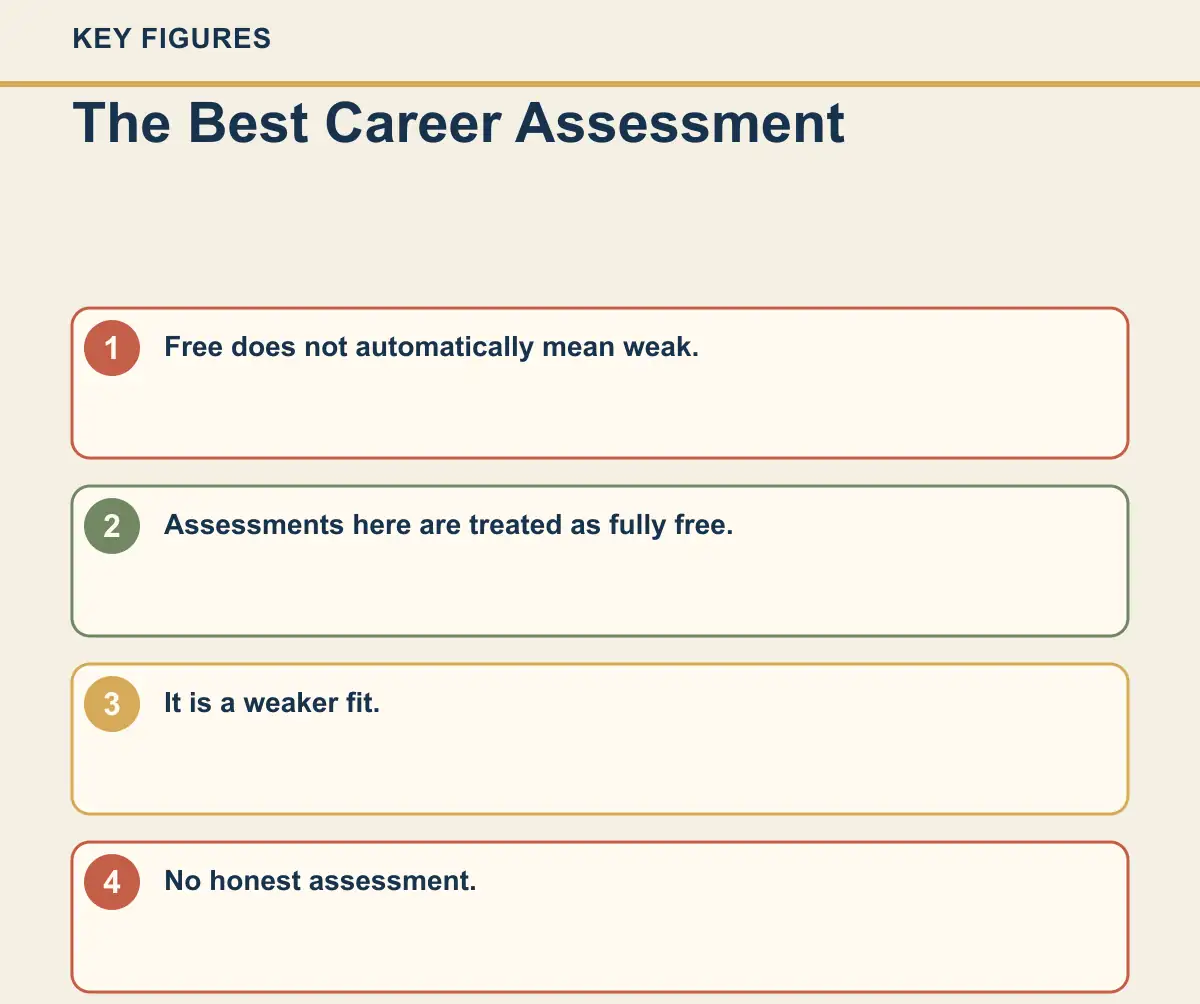 KEY FIGURES
The Best Career Assessment
1 Free does not automatically mean weak.
2 Assessments here are treated as fully free.
3 It is a weaker fit.
4 No honest assessment.